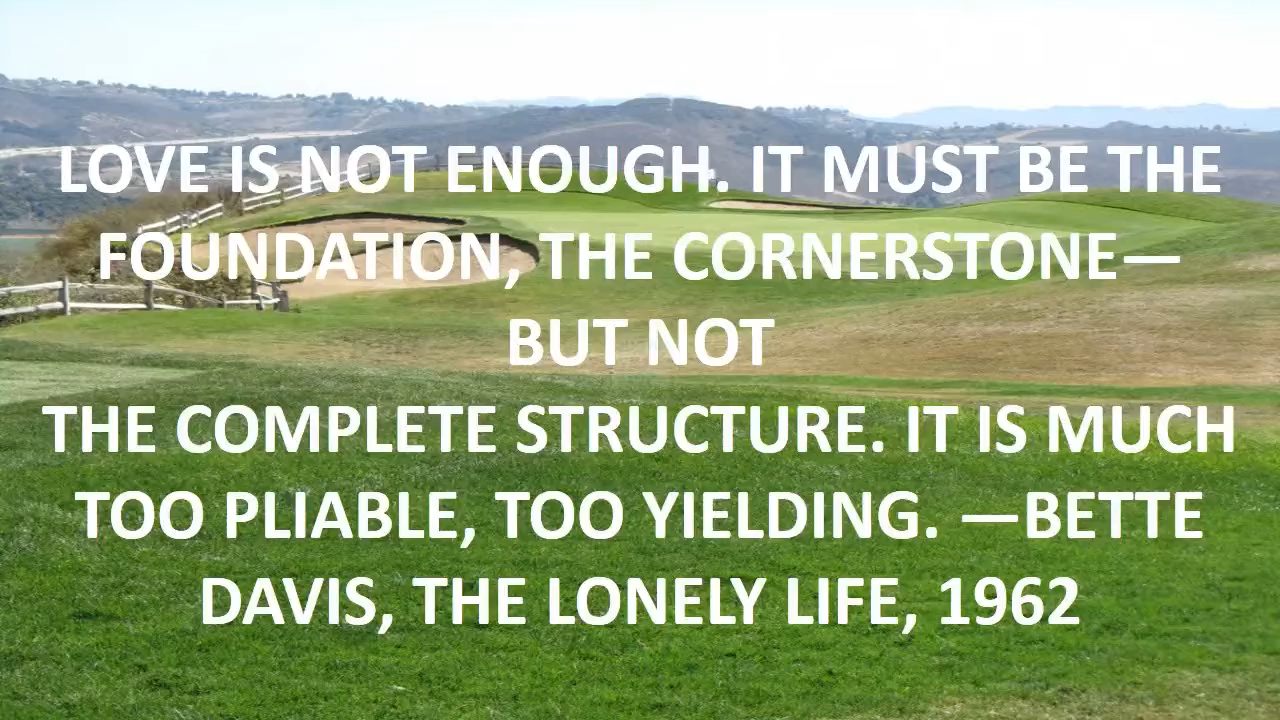 LOVE IS NOT ENOUGH. IT MUST BE THE
FOUNDATION, THE CORNERSTONE—
BUT NOT
THE COMPLETE STRUCTURE. IT IS MUCH
TOO PLIABLE, TOO YIELDING. —BETTE
DAVIS, THE LONELY LIFE, 1962